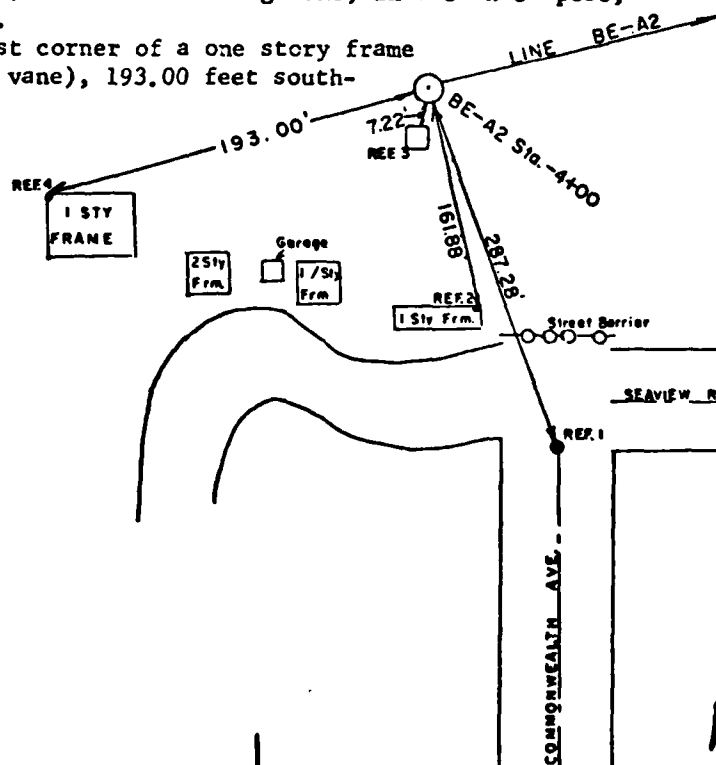 st corner of a one story frame
vane), 193.00 feet south-
LINE BE-A2
193.00'
7.22'
BE-A2 Sta.-4+00
REF. 3
REF. 4
1 STY
FRAME
161.88'
287.28'
2 Sty
Frm.
Garage
1/Sty
Frm
REF. 2
1 Sty Frm.
Street Barrier
SEAVIEW R
REF. 1
COMMONWEALTH AVE.